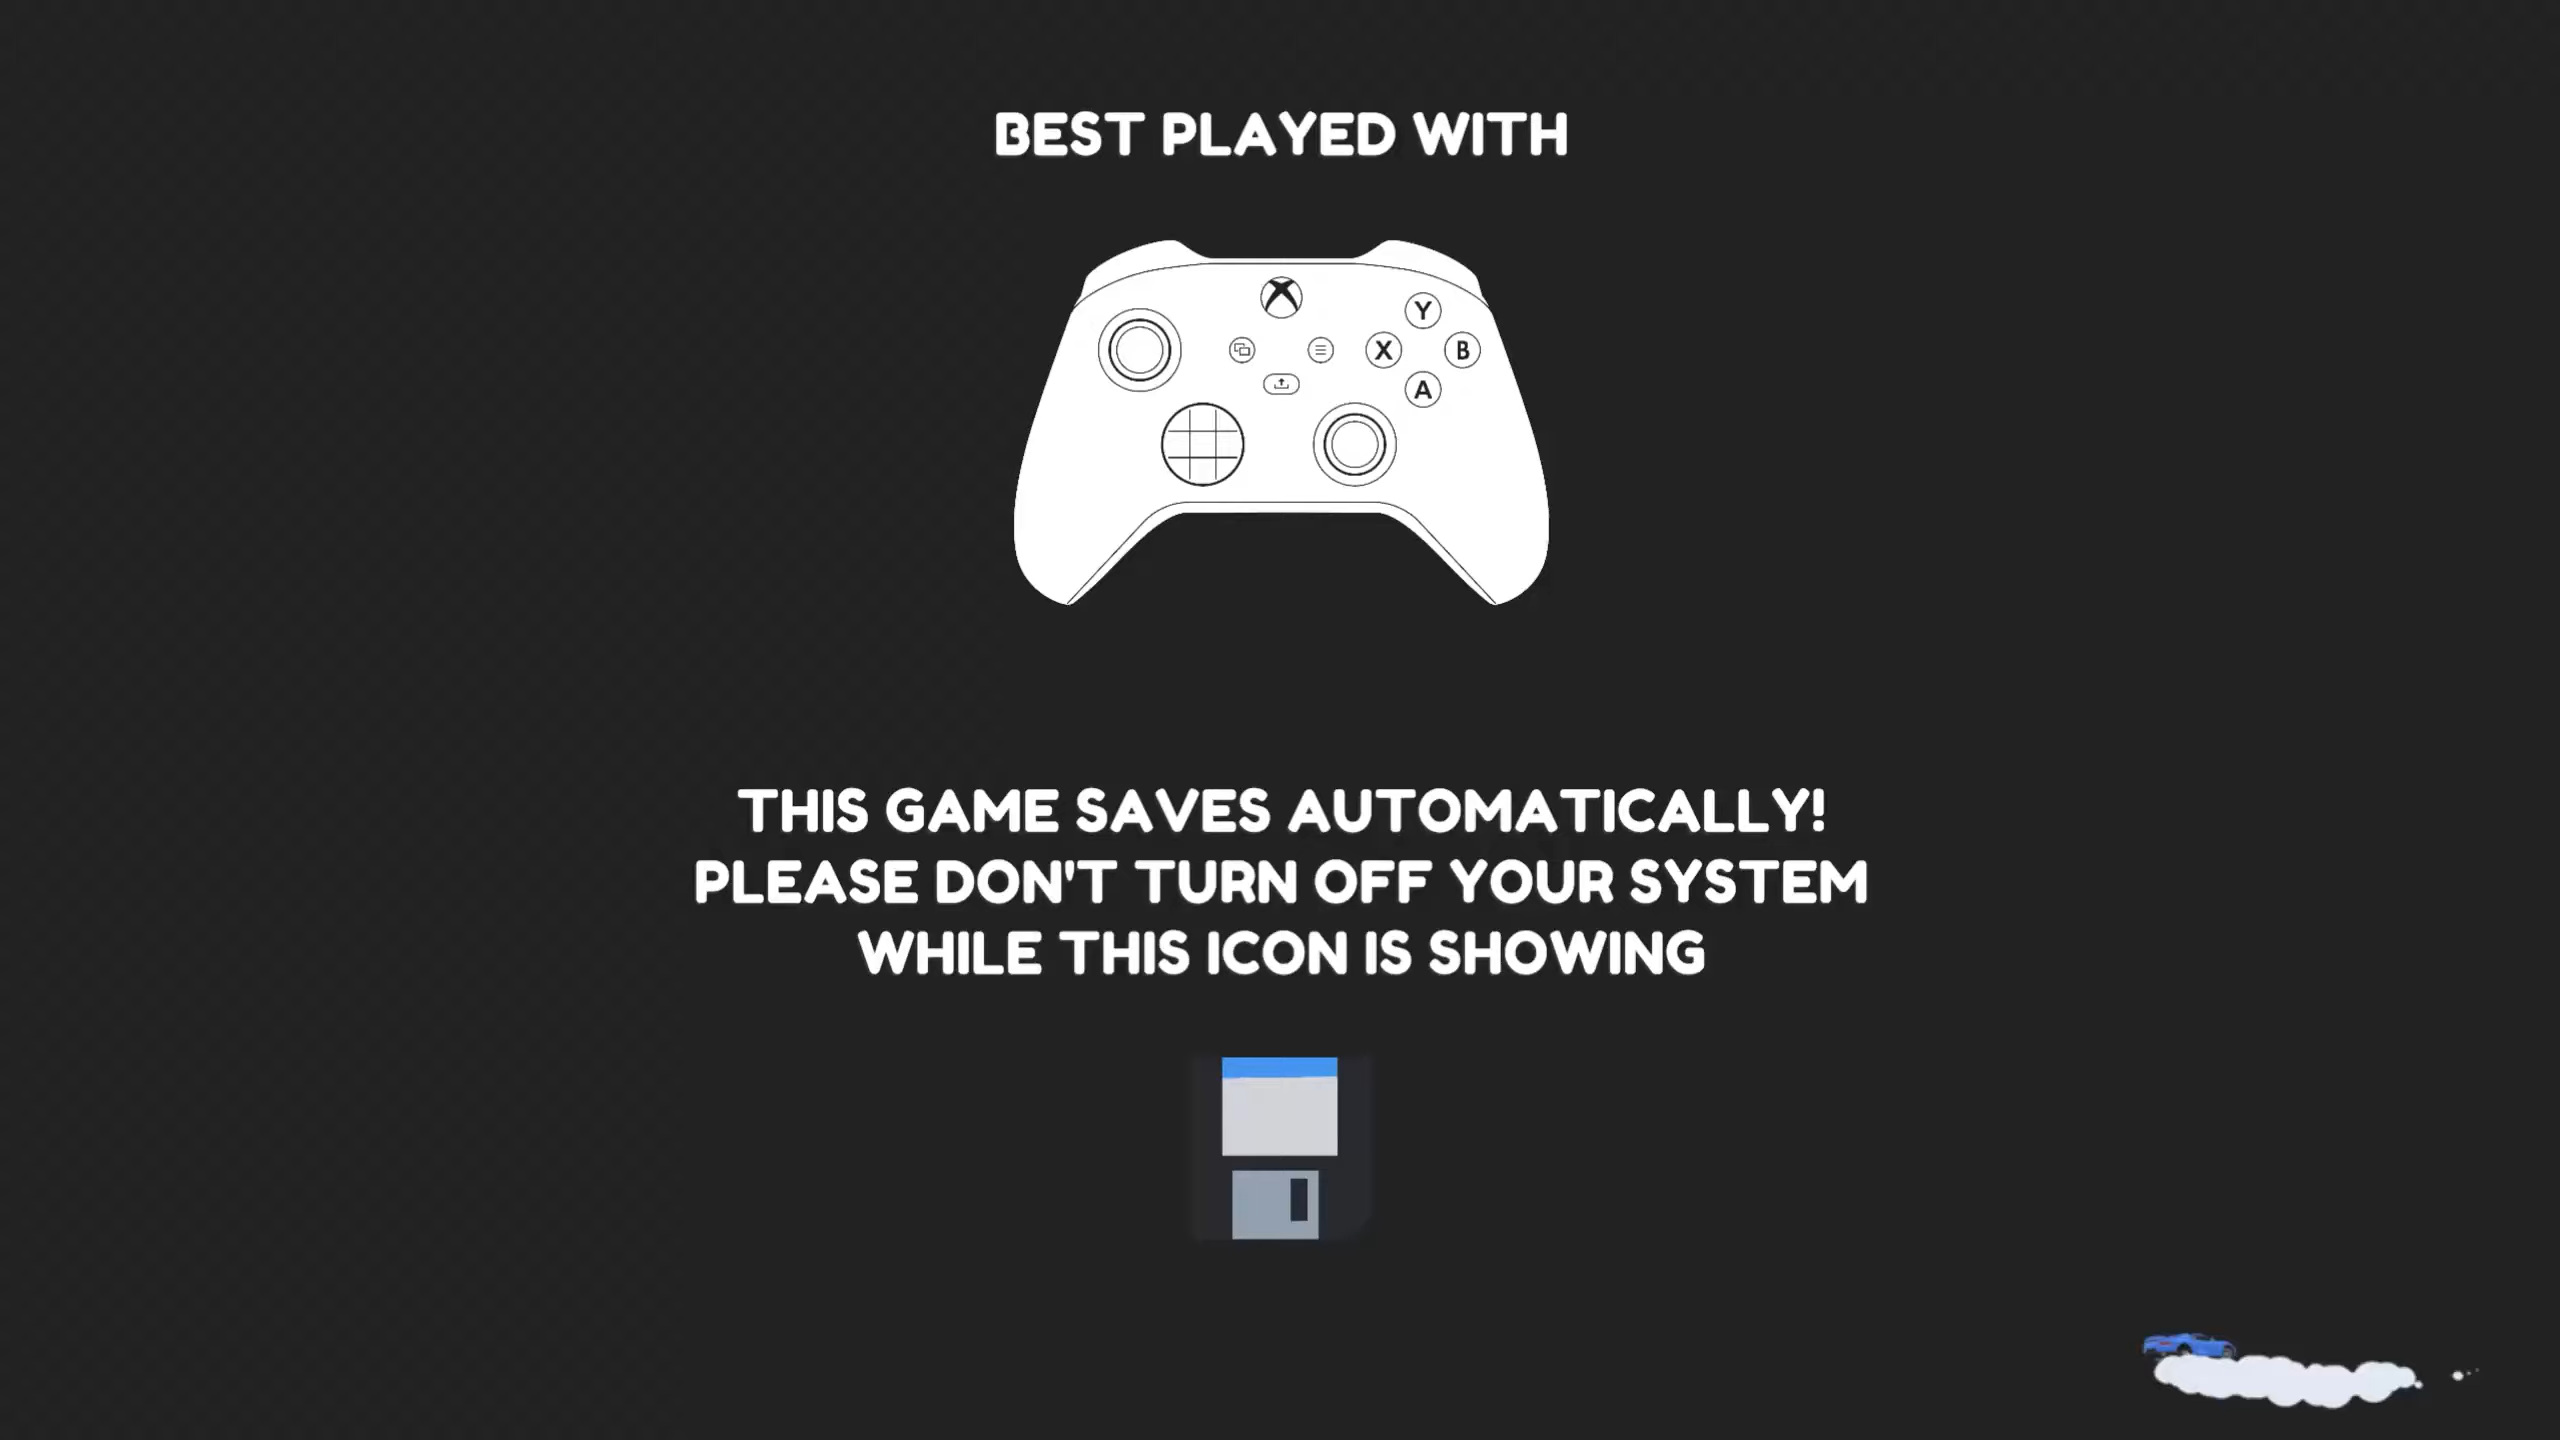 BEST PLAYED WITH
Y
X B
A
THIS GAME SAVES AUTOMATICALLY!
PLEASE DON'T TURN OFF YOUR SYSTEM
WHILE THIS ICON IS SHOWING